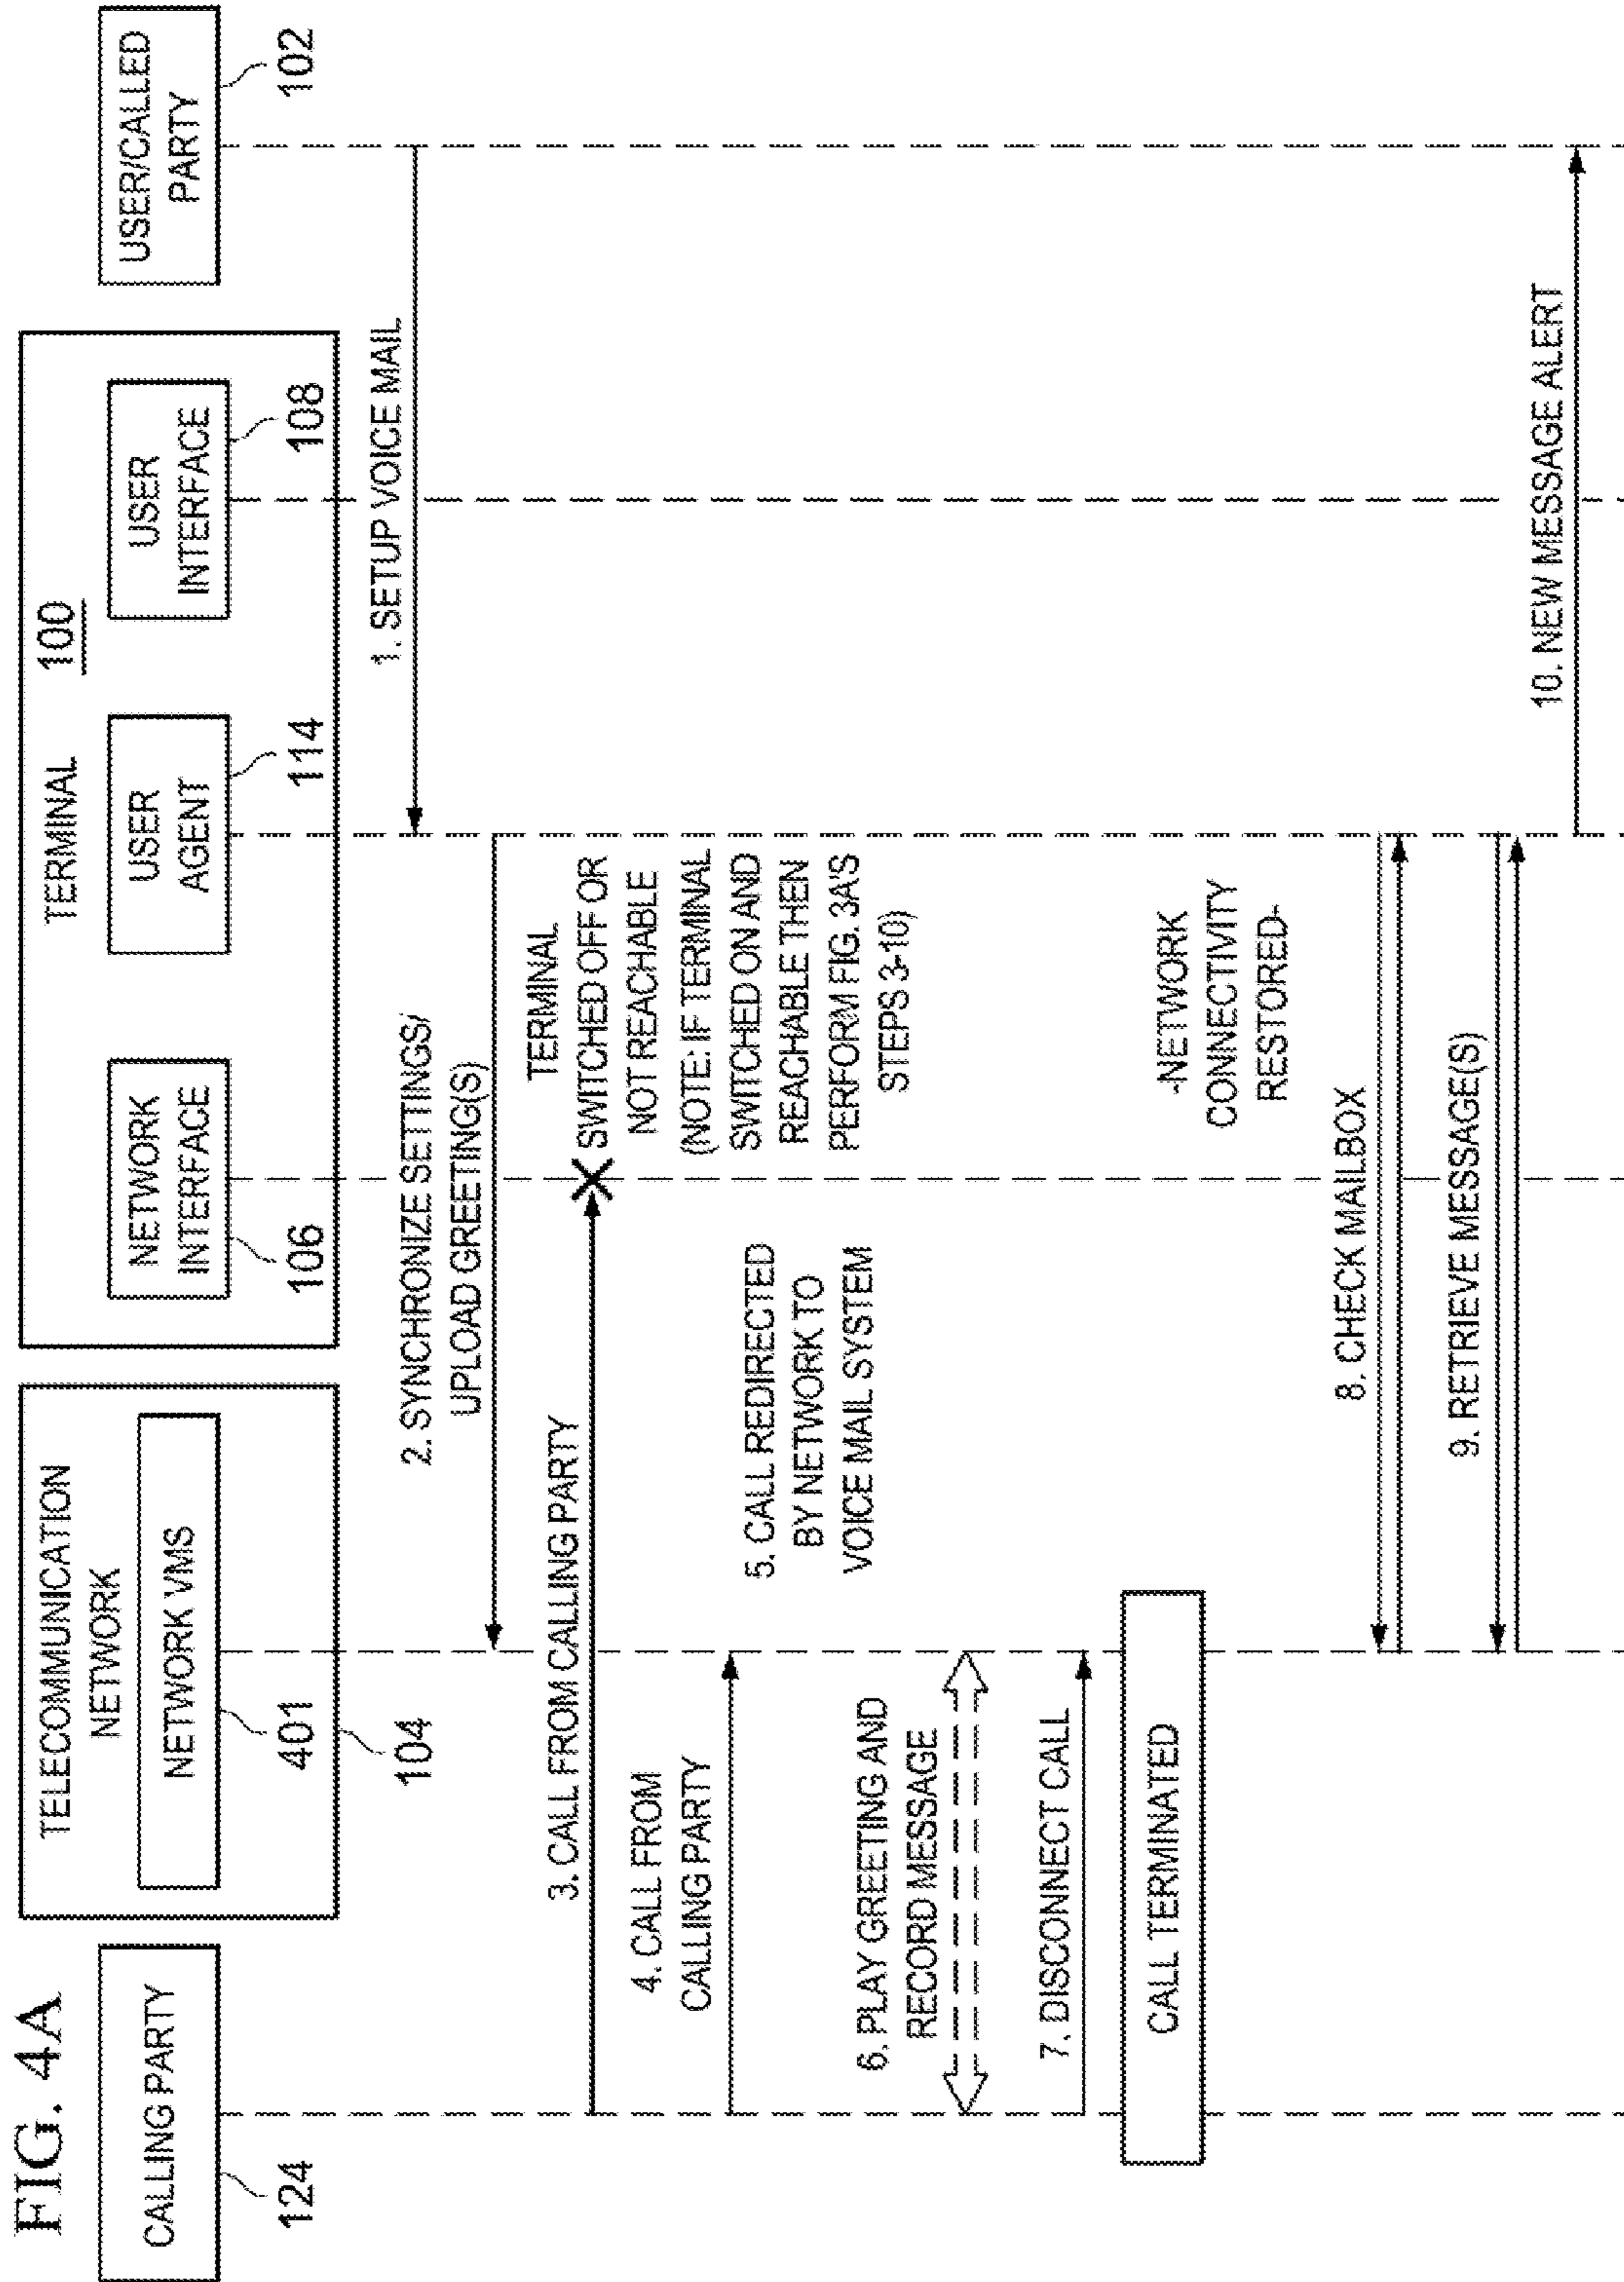 FIG. 4A
CALLING PARTY
124
TELECOMMUNICATION
NETWORK
NETWORK VMS
401
104
TERMINAL
100
NETWORK
INTERFACE
106
USER
AGENT
114
USER
INTERFACE
108
USER/CALLED
PARTY
102
1. SETUP VOICE MAIL
2. SYNCHRONIZE SETTINGS/
UPLOAD GREETING(S)
3. CALL FROM CALLING PARTY
TERMINAL
SWITCHED OFF OR
NOT REACHABLE
(NOTE: IF TERMINAL
SWITCHED ON AND
REACHABLE THEN
PERFORM FIG. 3A'S
STEPS 3-10)
4. CALL FROM
CALLING PARTY
5. CALL REDIRECTED
BY NETWORK TO
VOICE MAIL SYSTEM
6. PLAY GREETING AND
RECORD MESSAGE
7. DISCONNECT CALL
CALL TERMINATED
-NETWORK
CONNECTIVITY
RESTORED-
8. CHECK MAILBOX
9. RETRIEVE MESSAGE(S)
10. NEW MESSAGE ALERT